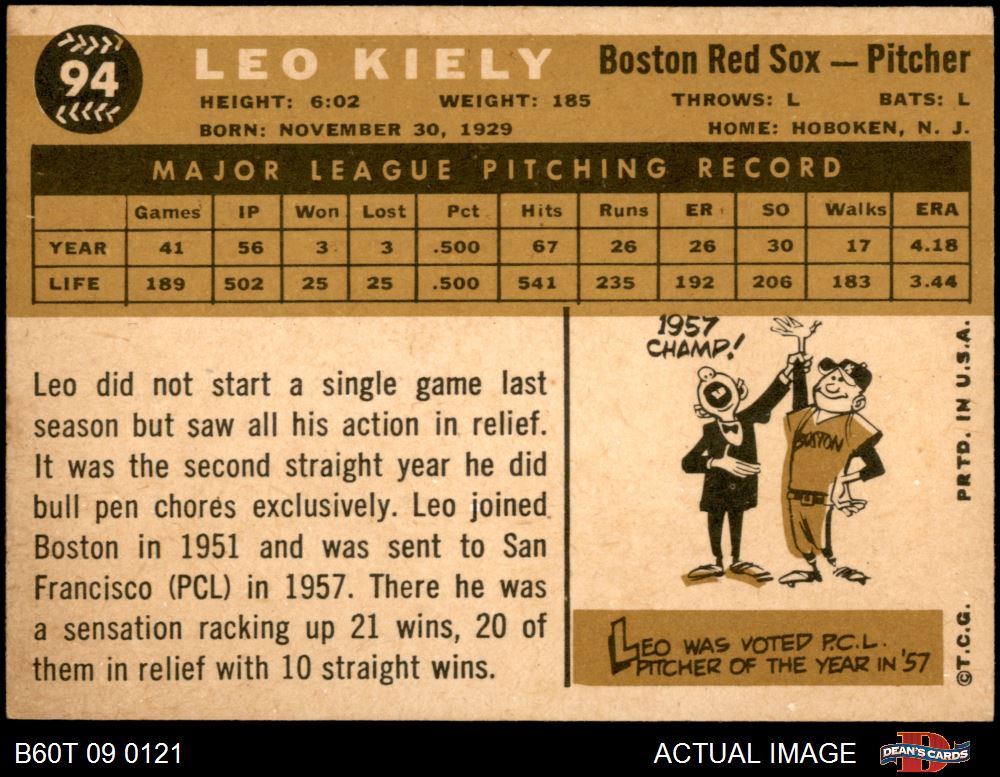 94
LEO KIELY
Boston Red Sox — Pitcher
HEIGHT: 6:02 WEIGHT: 185 THROWS: L BATS: L
BORN: NOVEMBER 30, 1929 HOME: HOBOKEN, N. J.
MAJOR LEAGUE PITCHING RECORD
Games IP Won Lost Pct Hits Runs ER SO Walks ERA
YEAR 41 56 3 3 .500 67 26 26 30 17 4.18
LIFE 189 502 25 25 .500 541 235 192 206 183 3.44
Leo did not start a single game last
season but saw all his action in relief.
It was the second straight year he did
bull pen chores exclusively. Leo joined
Boston in 1951 and was sent to San
Francisco (PCL) in 1957. There he was
a sensation racking up 21 wins, 20 of
them in relief with 10 straight wins.
1957
CHAMP!
B
BOSTON
LEO WAS VOTED P.C.L.
PITCHER OF THE YEAR IN '57
©T.C.G. PRTD. IN U.S.A.
B60T 09 0121
ACTUAL IMAGE
DEAN'S CARDS